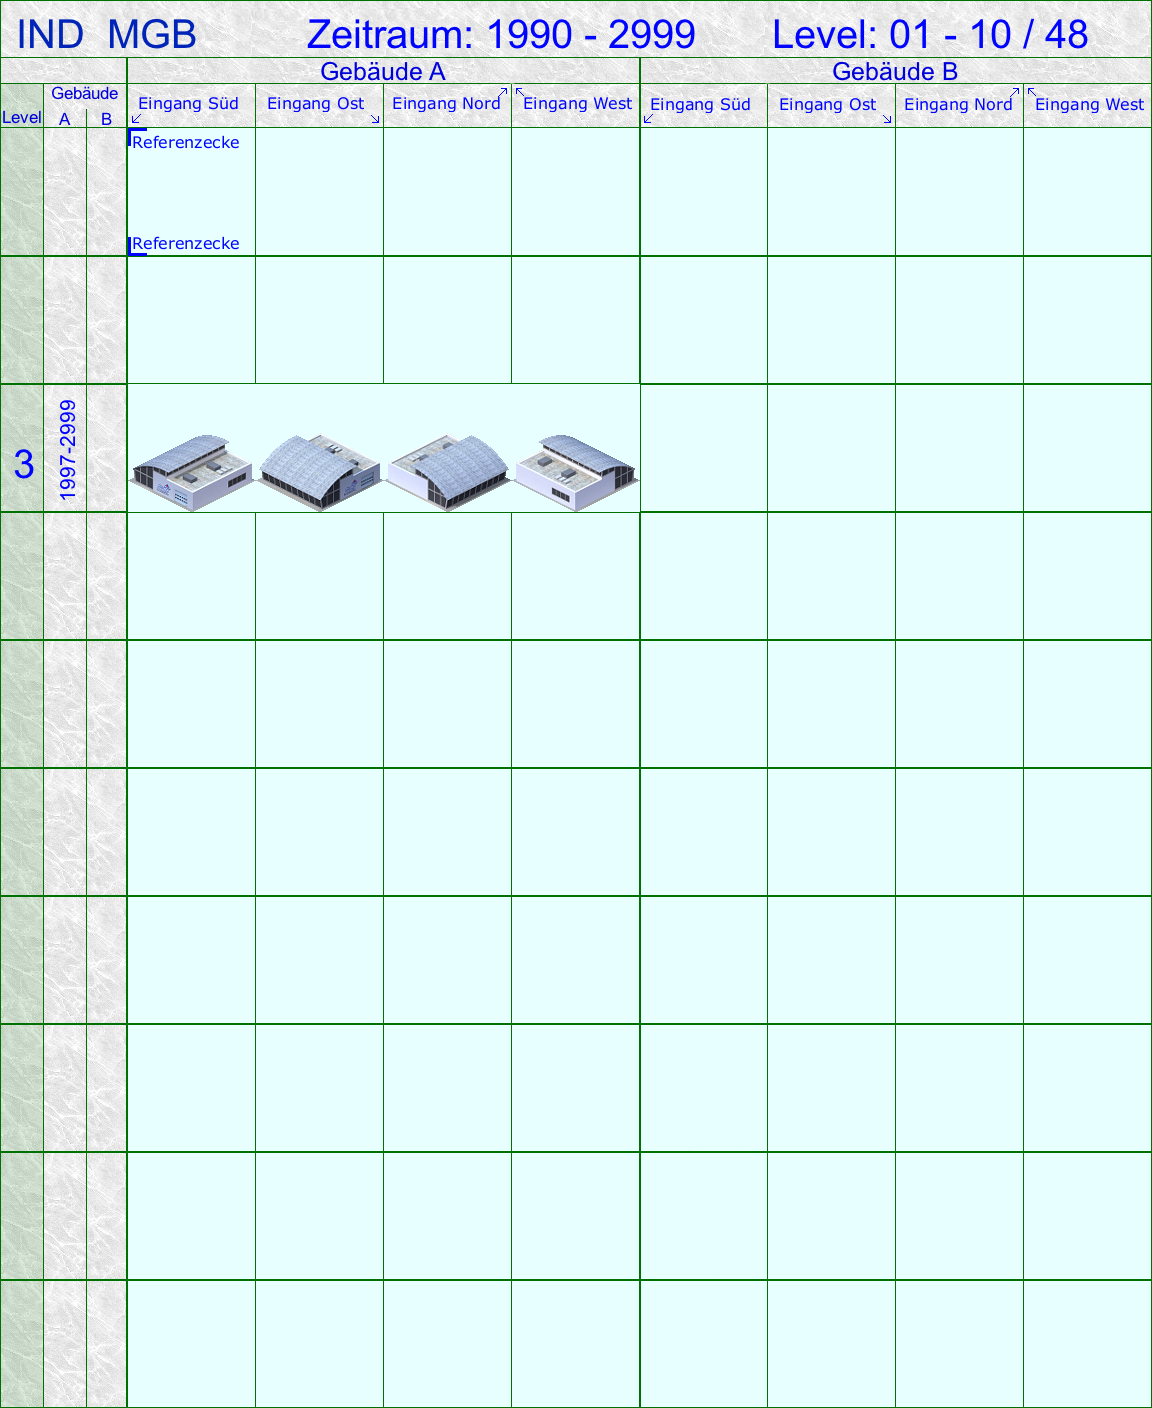 IND MGB Zeitraum: 1990 - 2999 Level: 01 - 10 / 48
Gebäude A Gebäude B
Level Gebäude A B
Eingang Süd Eingang Ost Eingang Nord Eingang West Eingang Süd Eingang Ost Eingang Nord Eingang West
Referenzecke
Referenzecke
3 1997-2999